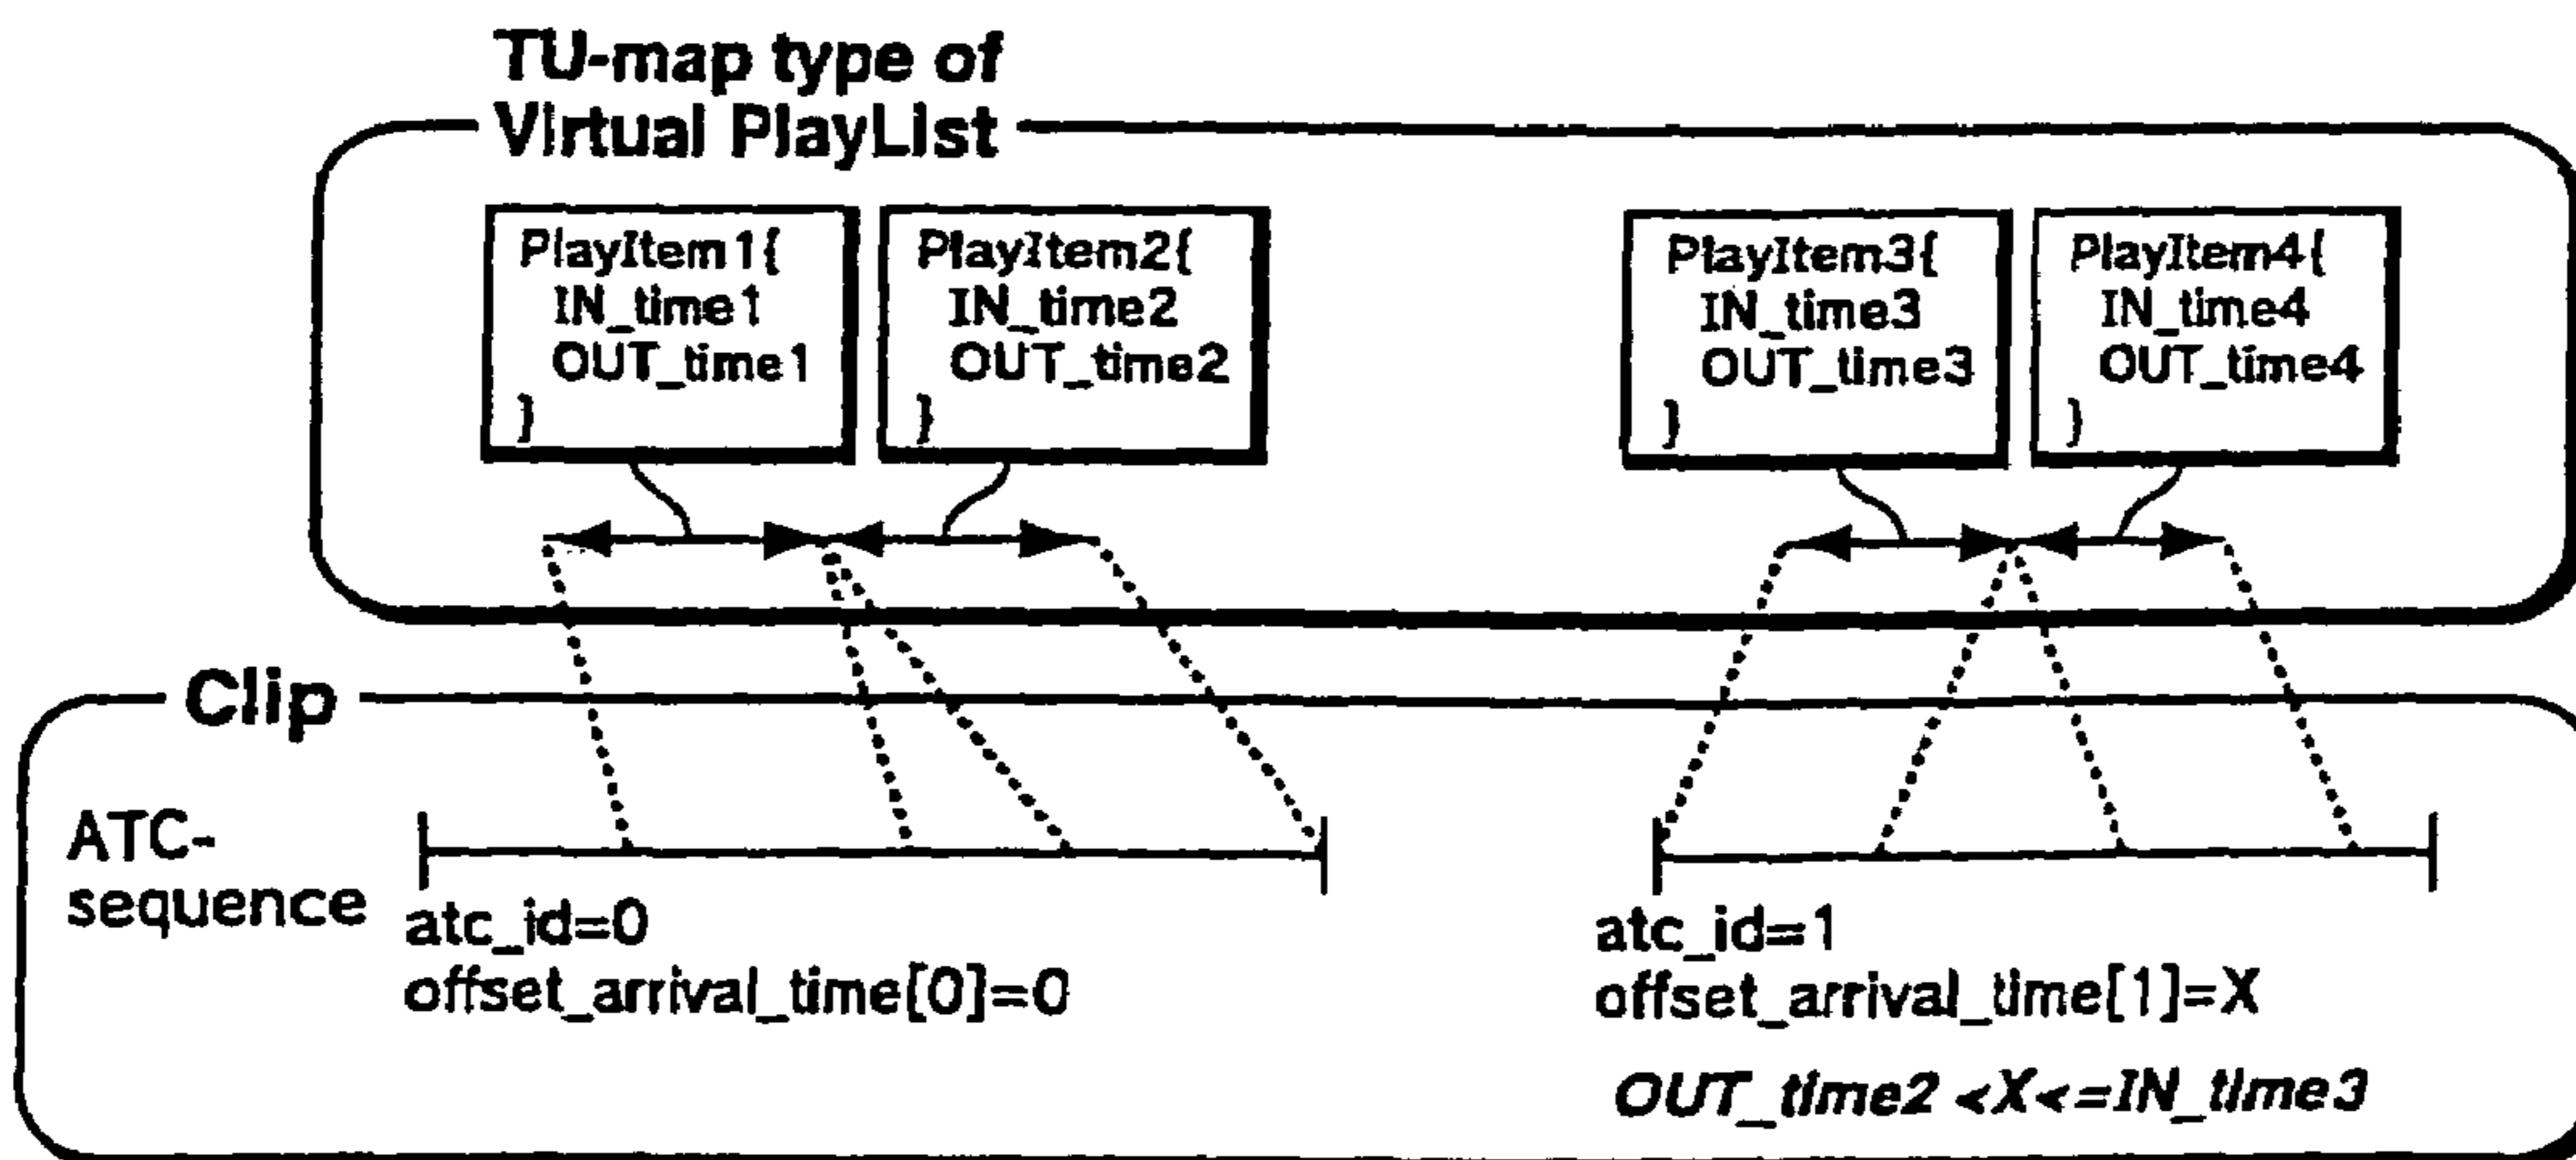 TU-map type of
Virtual PlayList
PlayItem1{
IN_time1
OUT_time1
}
PlayItem2{
IN_time2
OUT_time2
}
PlayItem3{
IN_time3
OUT_time3
}
PlayItem4{
IN_time4
OUT_time4
}
Clip
ATC-
sequence
atc_id=0
offset_arrival_time[0]=0
atc_id=1
offset_arrival_time[1]=X
OUT_time2 <X<=IN_time3